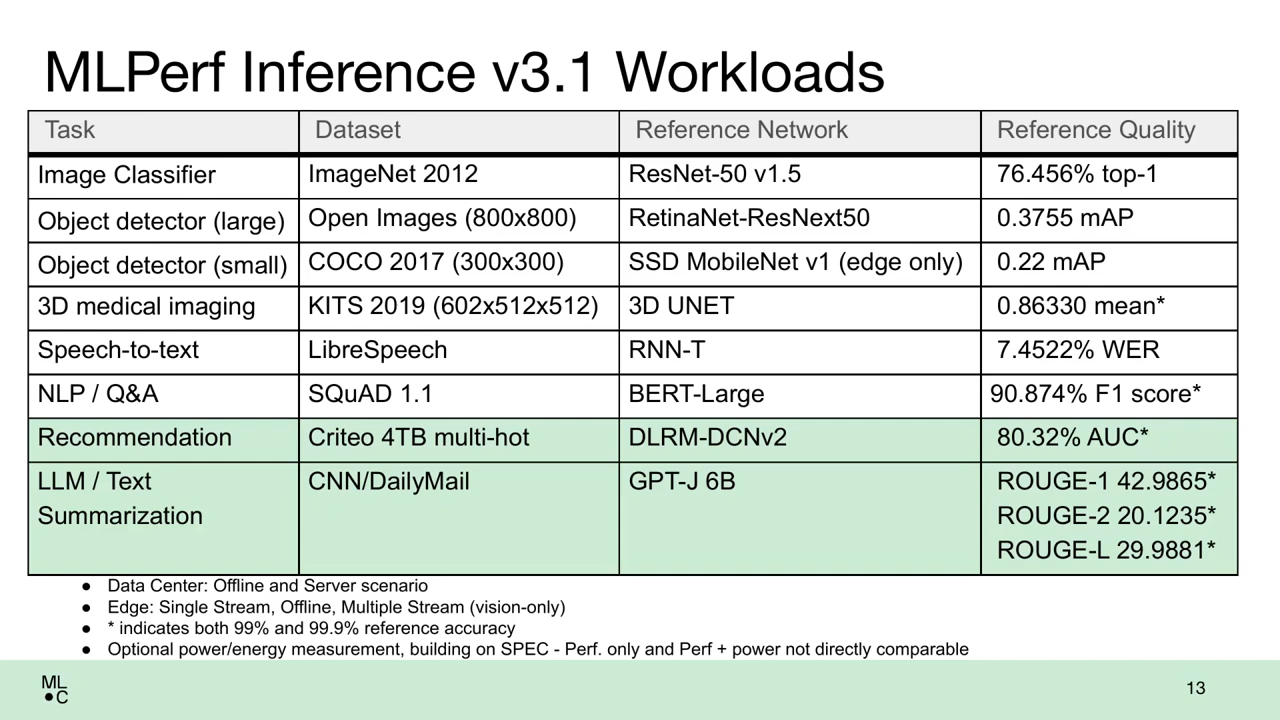 MLPerf Inference v3.1 Workloads
Task Dataset Reference Network Reference Quality
Image Classifier ImageNet 2012 ResNet-50 v1.5 76.456% top-1
Object detector (large) Open Images (800x800) RetinaNet-ResNext50 0.3755 mAP
Object detector (small) COCO 2017 (300x300) SSD MobileNet v1 (edge only) 0.22 mAP
3D medical imaging KITS 2019 (602x512x512) 3D UNET 0.86330 mean*
Speech-to-text LibreSpeech RNN-T 7.4522% WER
NLP / Q&A SQuAD 1.1 BERT-Large 90.874% F1 score*
Recommendation Criteo 4TB multi-hot DLRM-DCNv2 80.32% AUC*
LLM / Text CNN/DailyMail GPT-J 6B ROUGE-1 42.9865*
Summarization ROUGE-2 20.1235*
ROUGE-L 29.9881*
● Data Center: Offline and Server scenario
● Edge: Single Stream, Offline, Multiple Stream (vision-only)
● * indicates both 99% and 99.9% reference accuracy
● Optional power/energy measurement, building on SPEC - Perf. only and Perf + power not directly comparable
ML
●C
13